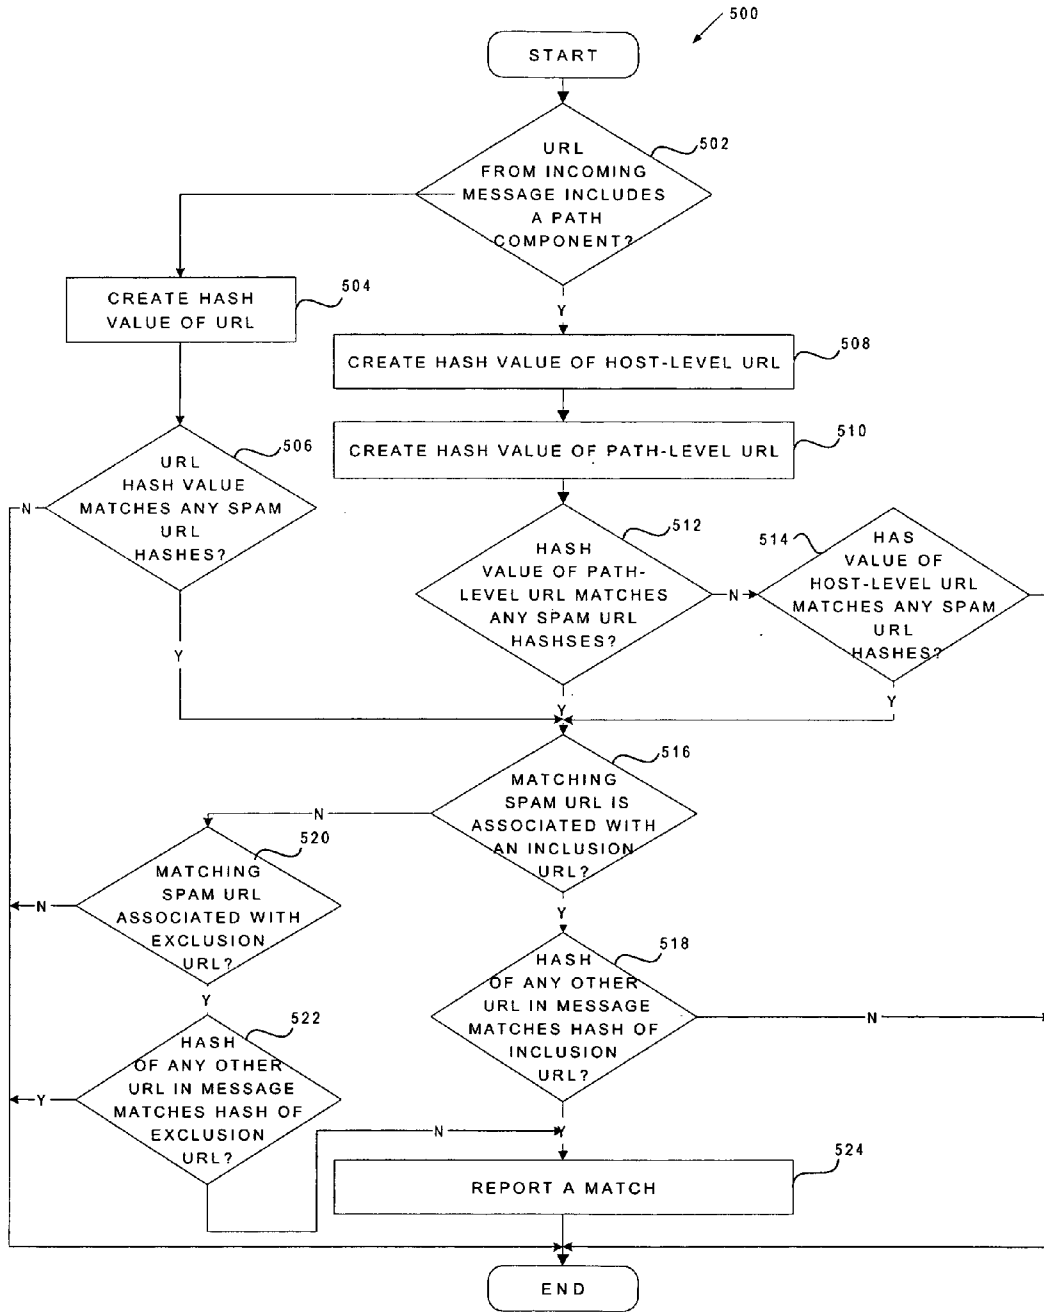 500
START
502
URL
FROM INCOMING
MESSAGE INCLUDES
A PATH
COMPONENT?
Y
504
CREATE HASH
VALUE OF URL
508
CREATE HASH VALUE OF HOST-LEVEL URL
510
CREATE HASH VALUE OF PATH-LEVEL URL
506
URL
HASH VALUE
MATCHES ANY SPAM
URL
HASHES?
N
Y
512
HASH
VALUE OF PATH-
LEVEL URL MATCHES
ANY SPAM URL
HASHSES?
N
Y
514
HAS
VALUE OF
HOST-LEVEL URL
MATCHES ANY SPAM
URL
HASHES?
Y
516
MATCHING
SPAM URL IS
ASSOCIATED WITH
AN INCLUSION
URL?
N
Y
520
MATCHING
SPAM URL
ASSOCIATED WITH
EXCLUSION
URL?
N
Y
518
HASH
OF ANY OTHER
URL IN MESSAGE
MATCHES HASH OF
INCLUSION
URL?
N
Y
522
HASH
OF ANY OTHER
URL IN MESSAGE
MATCHES HASH OF
EXCLUSION
URL?
Y
N
524
REPORT A MATCH
END